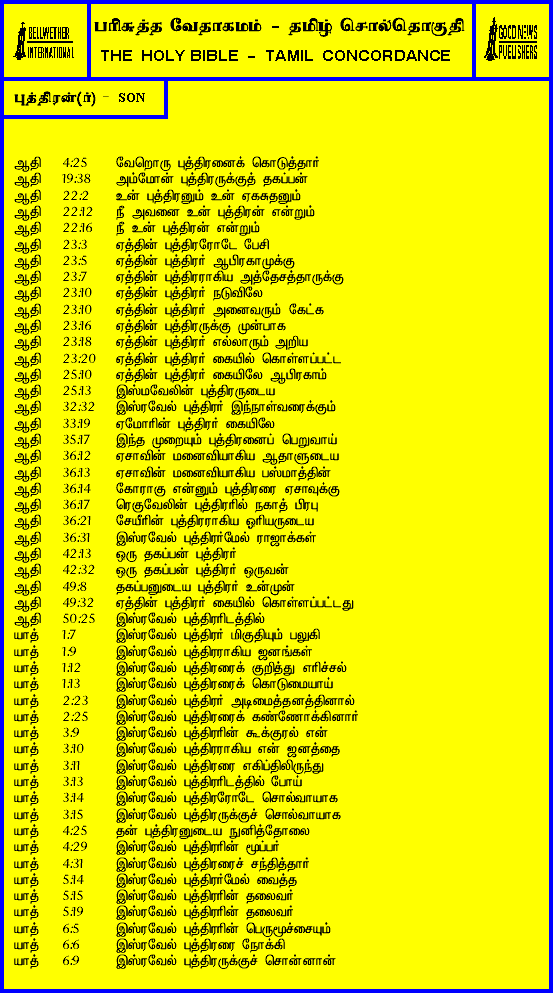 BELLWETHER
INTERNATIONAL
பரிசுத்த வேதாகமம் - தமிழ் சொல்தொகுதி
THE HOLY BIBLE - TAMIL CONCORDANCE
GOOD NEWS
PUBLISHERS
புத்திரன்(ர்) - SON
ஆதி 4:25 வேறொரு புத்திரனைக் கொடுத்தார்
ஆதி 19:38 அம்மோன் புத்திரருக்குத் தகப்பன்
ஆதி 22:2 உன் புத்திரனும் உன் ஏகசுதனும்
ஆதி 22:12 நீ அவனை உன் புத்திரன் என்றும்
ஆதி 22:16 நீ உன் புத்திரன் என்றும்
ஆதி 23:3 ஏத்தின் புத்திரரோடே பேசி
ஆதி 23:5 ஏத்தின் புத்திரர் ஆபிரகாமுக்கு
ஆதி 23:7 ஏத்தின் புத்திரராகிய அத்தேசத்தாருக்கு
ஆதி 23:10 ஏத்தின் புத்திரர் நடுவிலே
ஆதி 23:10 ஏத்தின் புத்திரர் அனைவரும் கேட்க
ஆதி 23:16 ஏத்தின் புத்திரருக்கு முன்பாக
ஆதி 23:18 ஏத்தின் புத்திரர் எல்லாரும் அறிய
ஆதி 23:20 ஏத்தின் புத்திரர் கையில் கொள்ளப்பட்ட
ஆதி 25:10 ஏத்தின் புத்திரர் கையிலே ஆபிரகாம்
ஆதி 25:13 இஸ்மவேலின் புத்திரருடைய
ஆதி 32:32 இஸ்ரவேல் புத்திரர் இந்நாள்வரைக்கும்
ஆதி 33:19 ஏமோரின் புத்திரர் கையிலே
ஆதி 35:17 இந்த முறையும் புத்திரனைப் பெறுவாய்
ஆதி 36:12 ஏசாவின் மனைவியாகிய ஆதாளுடைய
ஆதி 36:13 ஏசாவின் மனைவியாகிய பஸ்மாத்தின்
ஆதி 36:14 கோராகு என்னும் புத்திரரை ஏசாவுக்கு
ஆதி 36:17 ரெகுவேலின் புத்திரரில் நகாத் பிரபு
ஆதி 36:21 சேயீரின் புத்திரராகிய ஓரியருடைய
ஆதி 36:31 இஸ்ரவேல் புத்திரர்மேல் ராஜாக்கள்
ஆதி 42:13 ஒரு தகப்பன் புத்திரர்
ஆதி 42:32 ஒரு தகப்பன் புத்திரர் ஒருவன்
ஆதி 49:8 தகப்பனுடைய புத்திரர் உன்முன்
ஆதி 49:32 ஏத்தின் புத்திரர் கையில் கொள்ளப்பட்டது
ஆதி 50:25 இஸ்ரவேல் புத்திரரிடத்தில்
யாத் 1:7 இஸ்ரவேல் புத்திரர் மிகுதியும் பலுகி
யாத் 1:9 இஸ்ரவேல் புத்திரராகிய ஜனங்கள்
யாத் 1:12 இஸ்ரவேல் புத்திரரைக் குறித்து எரிச்சல்
யாத் 1:13 இஸ்ரவேல் புத்திரரைக் கொடுமையாய்
யாத் 2:23 இஸ்ரவேல் புத்திரர் அடிமைத்தனத்தினால்
யாத் 2:25 இஸ்ரவேல் புத்திரரைக் கண்ணோக்கினார்
யாத் 3:9 இஸ்ரவேல் புத்திரரின் கூக்குரல் என்
யாத் 3:10 இஸ்ரவேல் புத்திரராகிய என் ஜனத்தை
யாத் 3:11 இஸ்ரவேல் புத்திரரை எகிப்திலிருந்து
யாத் 3:13 இஸ்ரவேல் புத்திரரிடத்தில் போய்
யாத் 3:14 இஸ்ரவேல் புத்திரரோடே சொல்வாயாக
யாத் 3:15 இஸ்ரவேல் புத்திரருக்குச் சொல்வாயாக
யாத் 4:25 தன் புத்திரனுடைய நுனித்தோலை
யாத் 4:29 இஸ்ரவேல் புத்திரரின் மூப்பர்
யாத் 4:31 இஸ்ரவேல் புத்திரரைச் சந்தித்தார்
யாத் 5:14 இஸ்ரவேல் புத்திரர்மேல் வைத்த
யாத் 5:15 இஸ்ரவேல் புத்திரரின் தலைவர்
யாத் 5:19 இஸ்ரவேல் புத்திரரின் தலைவர்
யாத் 6:5 இஸ்ரவேல் புத்திரரின் பெருமூச்சையும்
யாத் 6:6 இஸ்ரவேல் புத்திரரை நோக்கி
யாத் 6:9 இஸ்ரவேல் புத்திரருக்குச் சொன்னான்